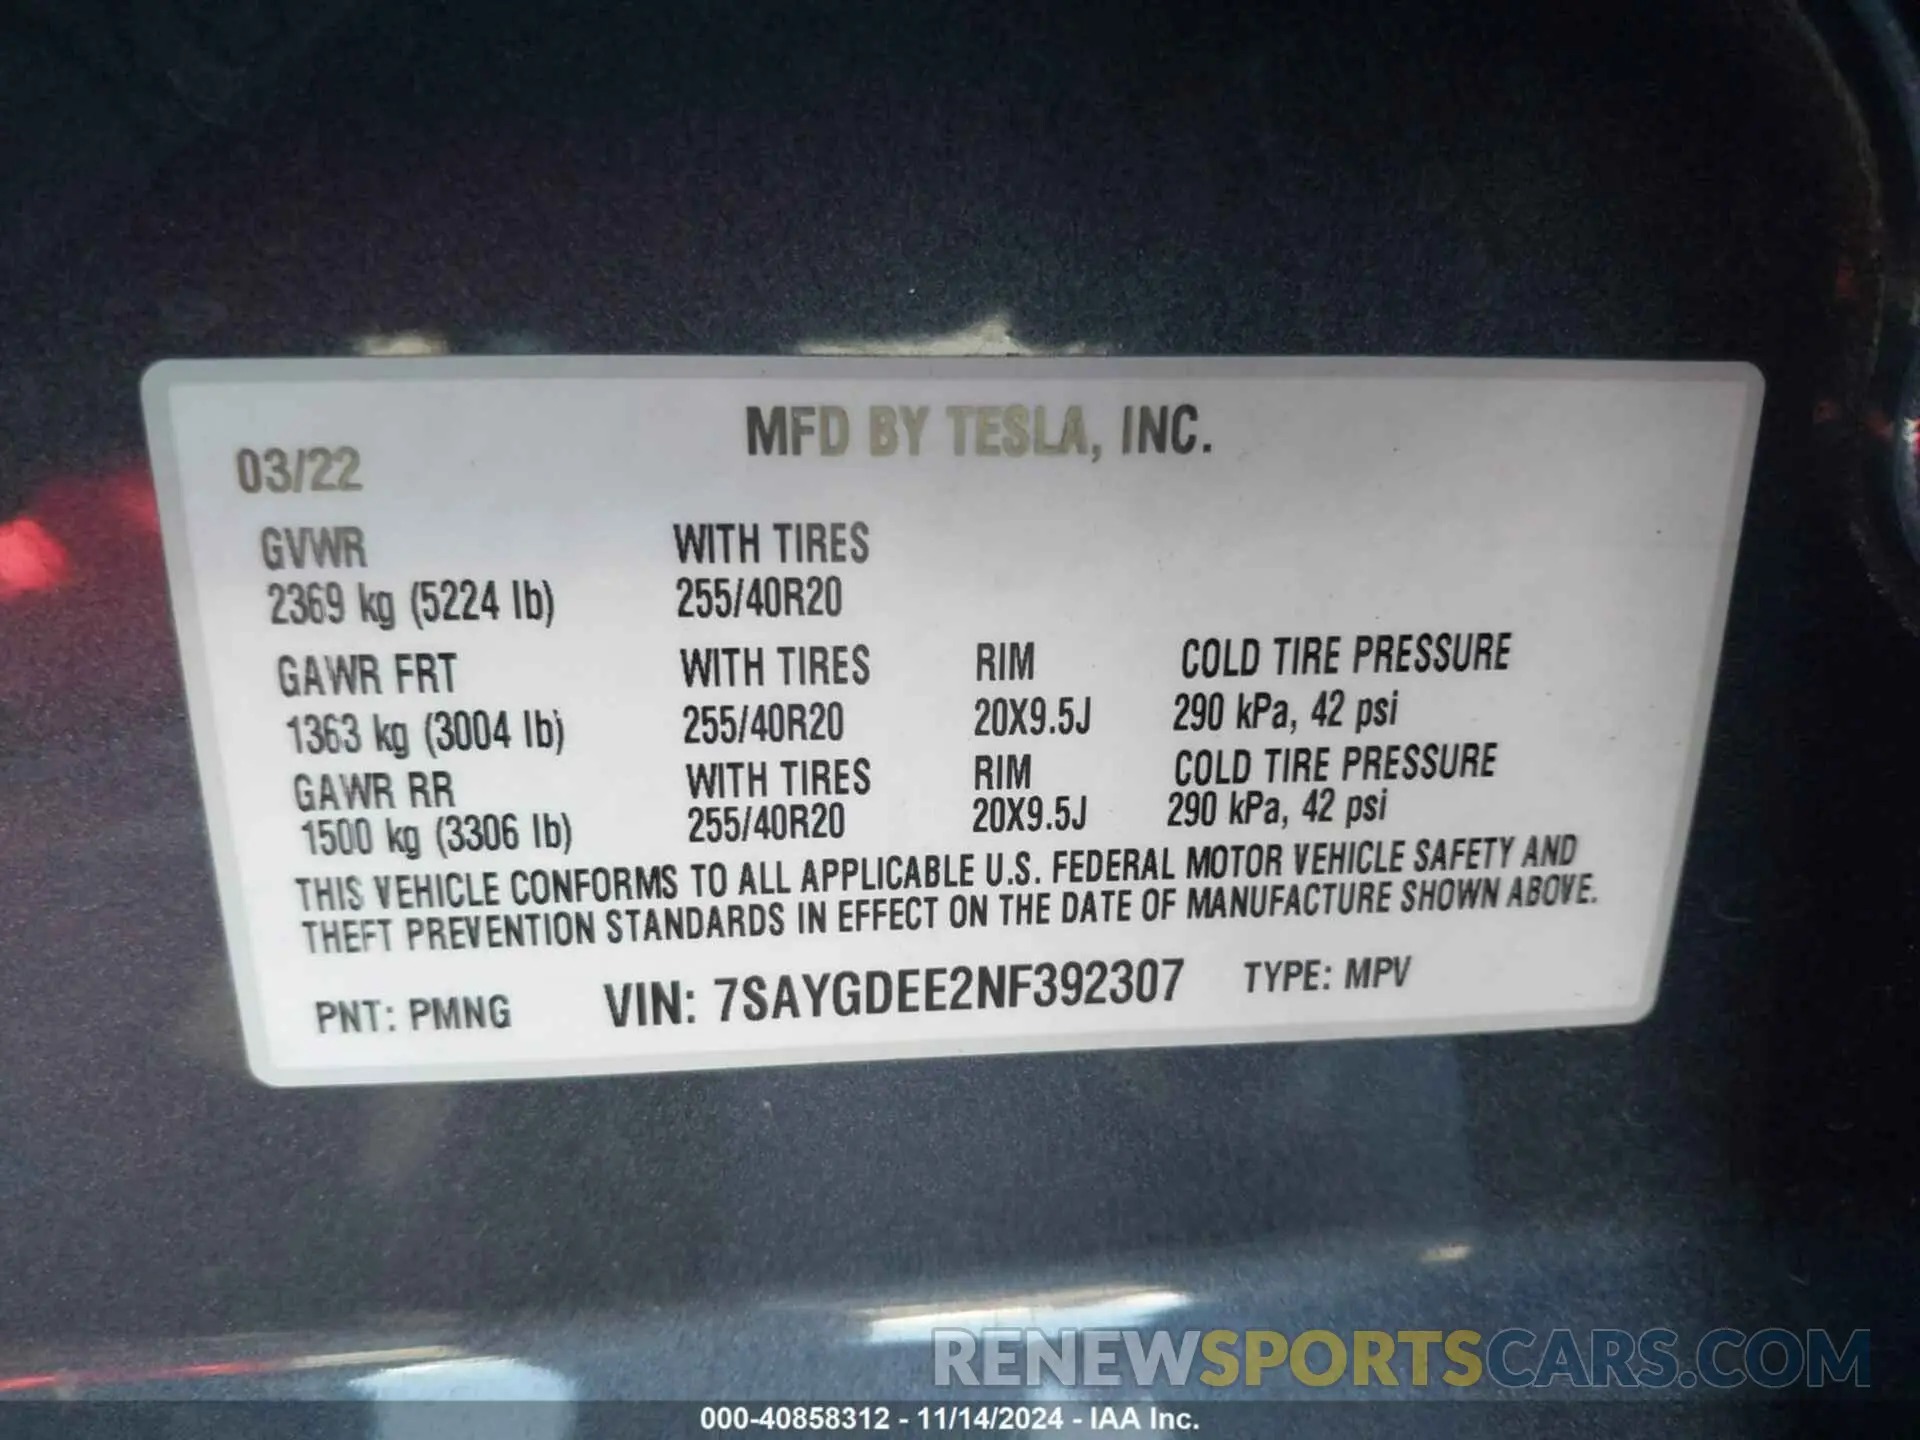 MFD BY TESLA, INC.
03/22
GVWR WITH TIRES
2369 kg (5224 lb) 255/40R20
GAWR FRT WITH TIRES RIM COLD TIRE PRESSURE
1363 kg (3004 lb) 255/40R20 20X9.5J 290 kPa, 42 psi
GAWR RR WITH TIRES RIM COLD TIRE PRESSURE
1500 kg (3306 lb) 255/40R20 20X9.5J 290 kPa, 42 psi
THIS VEHICLE CONFORMS TO ALL APPLICABLE U.S. FEDERAL MOTOR VEHICLE SAFETY AND
THEFT PREVENTION STANDARDS IN EFFECT ON THE DATE OF MANUFACTURE SHOWN ABOVE.
PNT: PMNG VIN: 7SAYGDEE2NF392307 TYPE: MPV
RENEWSPORTSCARS.COM
000-40858312 - 11/14/2024 - IAA Inc.